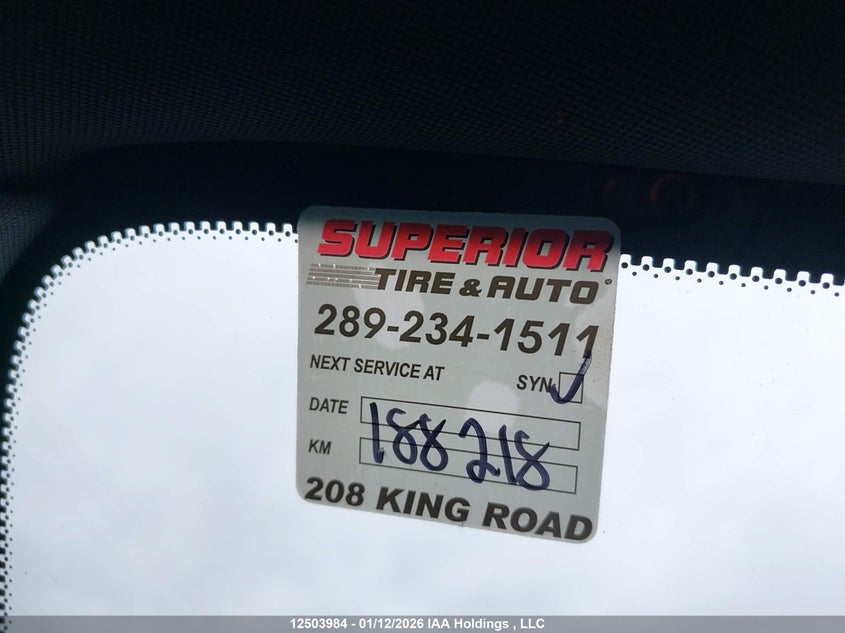 SUPERIOR
TIRE & AUTO
289-234-1511
NEXT SERVICE AT SYN
DATE
188218
KM
208 KING ROAD
12503984 - 01/12/2026 IAA Holdings , LLC